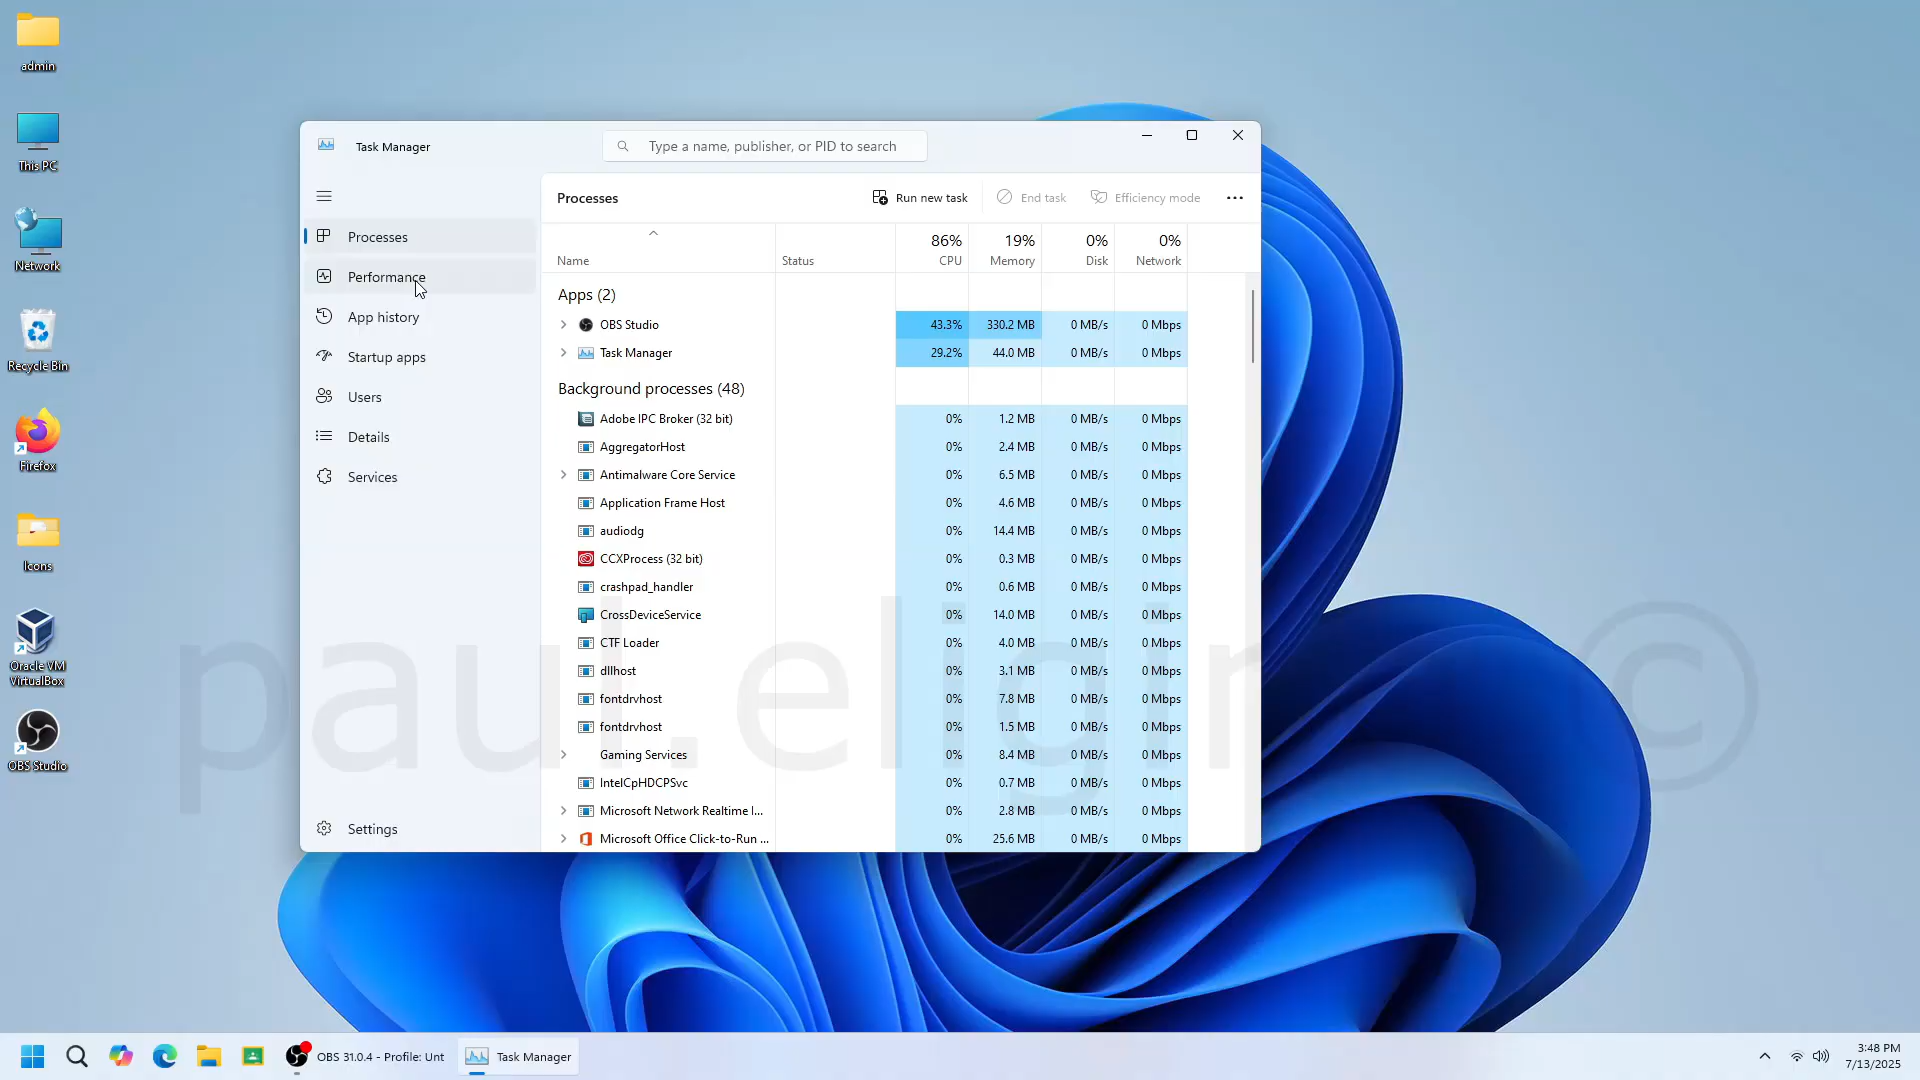 admin
This PC
Network
Recycle Bin
Firefox
Icons
Oracle VM
VirtualBox
OBS Studio
Task Manager
Type a name, publisher, or PID to search
Processes
Performance
App history
Startup apps
Users
Details
Services
Settings
Processes
Run new task
End task
Efficiency mode
86% 19% 0% 0%
Name Status CPU Memory Disk Network
Apps (2)
OBS Studio 43.3% 330.2 MB 0 MB/s 0 Mbps
Task Manager 29.2% 44.0 MB 0 MB/s 0 Mbps
Background processes (48)
Adobe IPC Broker (32 bit) 0% 1.2 MB 0 MB/s 0 Mbps
AggregatorHost 0% 2.4 MB 0 MB/s 0 Mbps
Antimalware Core Service 0% 6.5 MB 0 MB/s 0 Mbps
Application Frame Host 0% 4.6 MB 0 MB/s 0 Mbps
audiodg 0% 14.4 MB 0 MB/s 0 Mbps
CCXProcess (32 bit) 0% 0.3 MB 0 MB/s 0 Mbps
crashpad_handler 0% 0.6 MB 0 MB/s 0 Mbps
CrossDeviceService 0% 14.0 MB 0 MB/s 0 Mbps
CTF Loader 0% 4.0 MB 0 MB/s 0 Mbps
dllhost 0% 3.1 MB 0 MB/s 0 Mbps
fontdrvhost 0% 7.8 MB 0 MB/s 0 Mbps
fontdrvhost 0% 1.5 MB 0 MB/s 0 Mbps
Gaming Services 0% 8.4 MB 0 MB/s 0 Mbps
IntelCpHDCPSvc 0% 0.7 MB 0 MB/s 0 Mbps
Microsoft Network Realtime I... 0% 2.8 MB 0 MB/s 0 Mbps
Microsoft Office Click-to-Run ... 0% 25.6 MB 0 MB/s 0 Mbps
OBS 31.0.4 - Profile: Unt
Task Manager
3:48 PM
7/13/2025